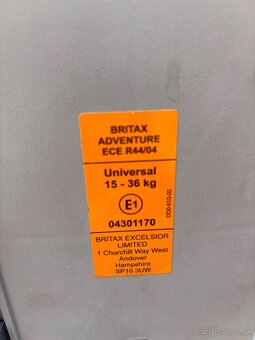 BRITAX
ADVENTURE
ECE R44/04
Universal
15 - 36 kg
E1
04301170
BRITAX EXCELSIOR
LIMITED
1 Churchill Way West
Andover
Hampshire
SP10 3UW